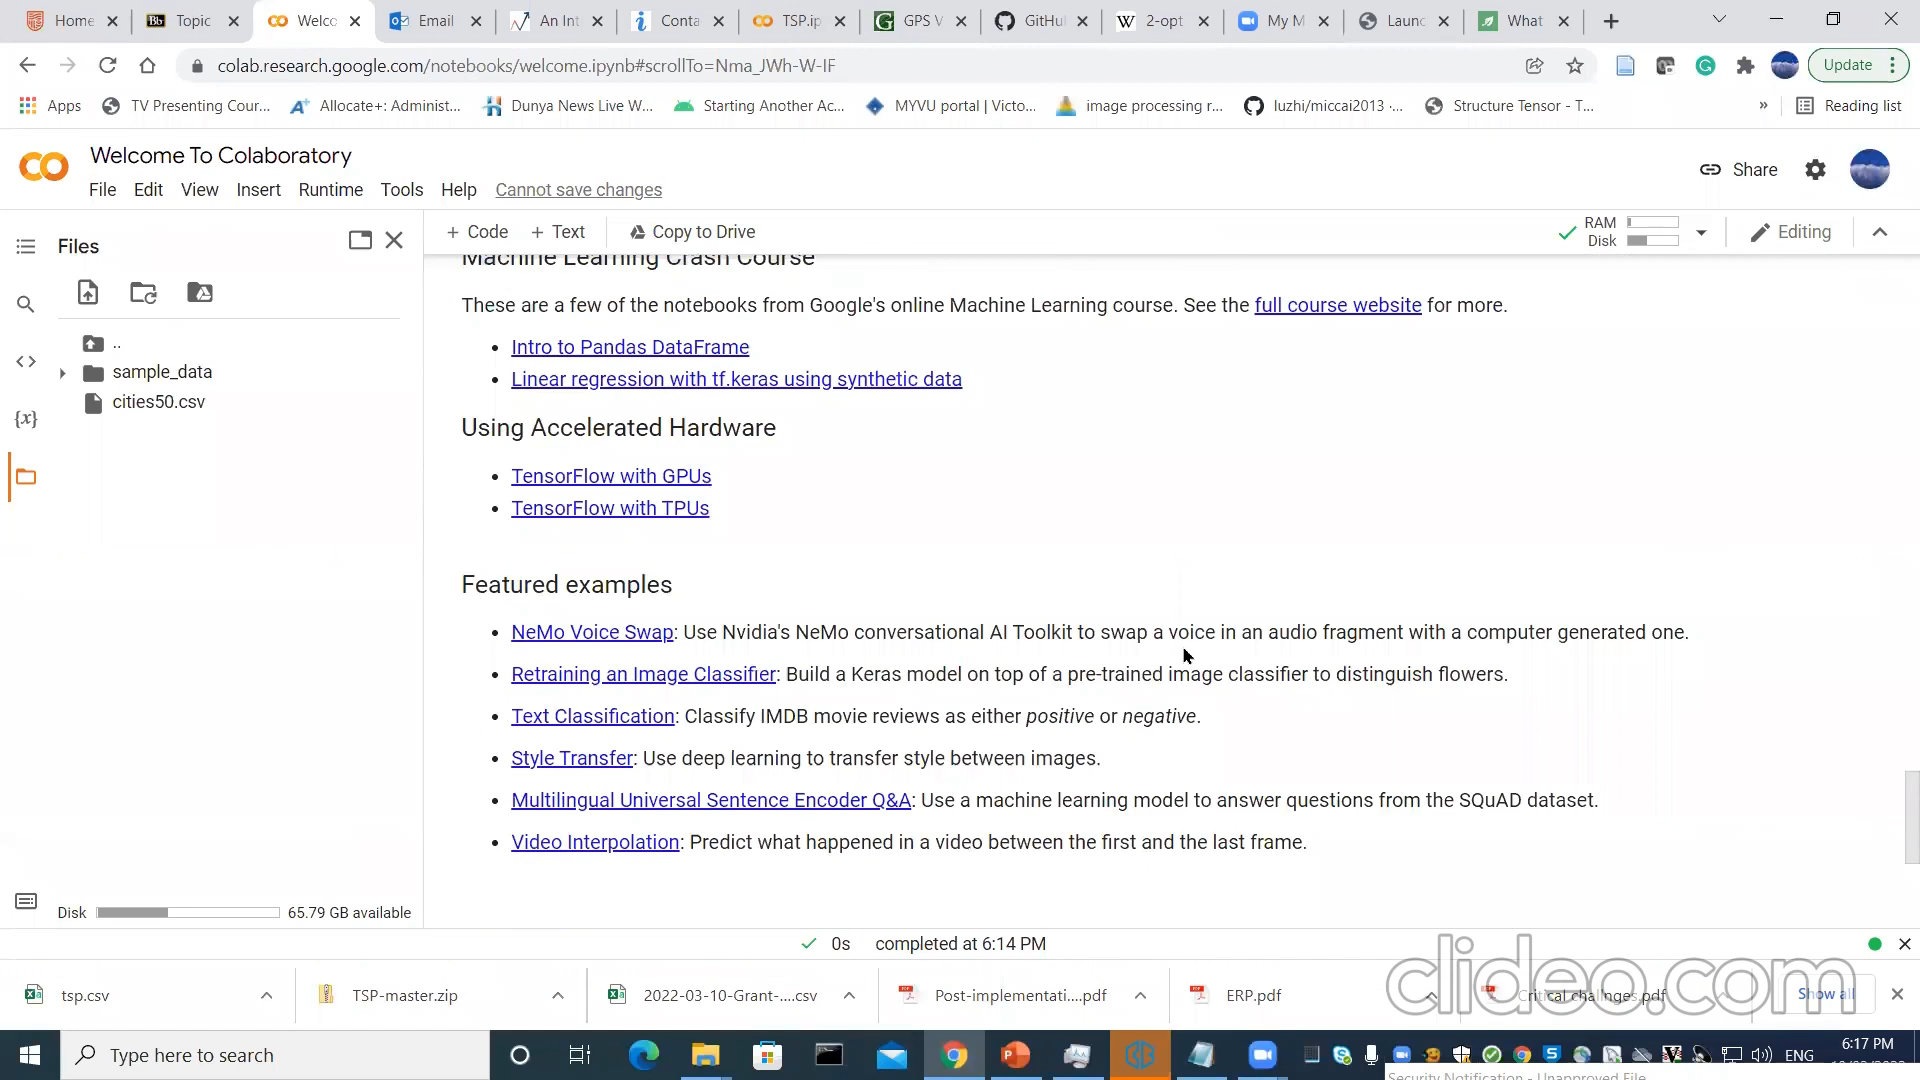 Home
Topic
Welco
Email
An Int
Conta
TSP.ip
GPS V
GitHu
2-opt
My M
Launc
What
colab.research.google.com/notebooks/welcome.ipynb#scrollTo=Nma_JWh-W-IF
Update
Apps
TV Presenting Cour...
Allocate+: Administ...
Dunya News Live W...
Starting Another Ac...
MYVU portal | Victo...
image processing r...
luzhi/miccai2013 ·...
Structure Tensor - T...
»
Reading list
Welcome To Colaboratory
File Edit View Insert Runtime Tools Help Cannot save changes
Share
Files
+ Code + Text Copy to Drive
RAM
Disk
Editing
..
sample_data
cities50.csv
{x}
Machine Learning Crash Course
These are a few of the notebooks from Google's online Machine Learning course. See the full course website for more.
• Intro to Pandas DataFrame
• Linear regression with tf.keras using synthetic data
Using Accelerated Hardware
• TensorFlow with GPUs
• TensorFlow with TPUs
Featured examples
• NeMo Voice Swap: Use Nvidia's NeMo conversational AI Toolkit to swap a voice in an audio fragment with a computer generated one.
• Retraining an Image Classifier: Build a Keras model on top of a pre-trained image classifier to distinguish flowers.
• Text Classification: Classify IMDB movie reviews as either positive or negative.
• Style Transfer: Use deep learning to transfer style between images.
• Multilingual Universal Sentence Encoder Q&A: Use a machine learning model to answer questions from the SQuAD dataset.
• Video Interpolation: Predict what happened in a video between the first and the last frame.
Disk 65.79 GB available
0s completed at 6:14 PM
tsp.csv
TSP-master.zip
2022-03-10-Grant-....csv
Post-implementati....pdf
ERP.pdf
Critical challnges.pdf
Show all
clideo.com
Type here to search
ENG
6:17 PM
Security Notification - Unapproved File